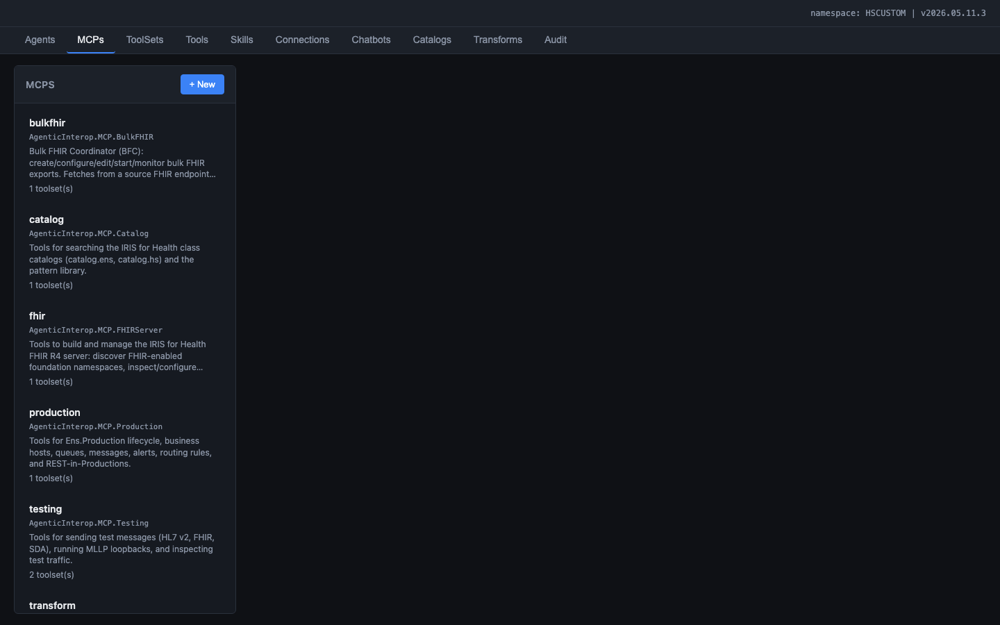 namespace: HSCUSTOM | v2026.05.11.3
Agents MCPs ToolSets Tools Skills Connections Chatbots Catalogs Transforms Audit
MCPS + New
bulkfhir
AgenticInterop.MCP.BulkFHIR
Bulk FHIR Coordinator (BFC):
create/configure/edit/start/monitor bulk FHIR
exports. Fetches from a source FHIR endpoint...
1 toolset(s)
catalog
AgenticInterop.MCP.Catalog
Tools for searching the IRIS for Health class
catalogs (catalog.ens, catalog.hs) and the
pattern library.
1 toolset(s)
fhir
AgenticInterop.MCP.FHIRServer
Tools to build and manage the IRIS for Health
FHIR R4 server: discover FHIR-enabled
foundation namespaces, inspect/configure...
1 toolset(s)
production
AgenticInterop.MCP.Production
Tools for Ens.Production lifecycle, business
hosts, queues, messages, alerts, routing rules,
and REST-in-Productions.
1 toolset(s)
testing
AgenticInterop.MCP.Testing
Tools for sending test messages (HL7 v2, FHIR,
SDA), running MLLP loopbacks, and inspecting
test traffic.
2 toolset(s)
transform